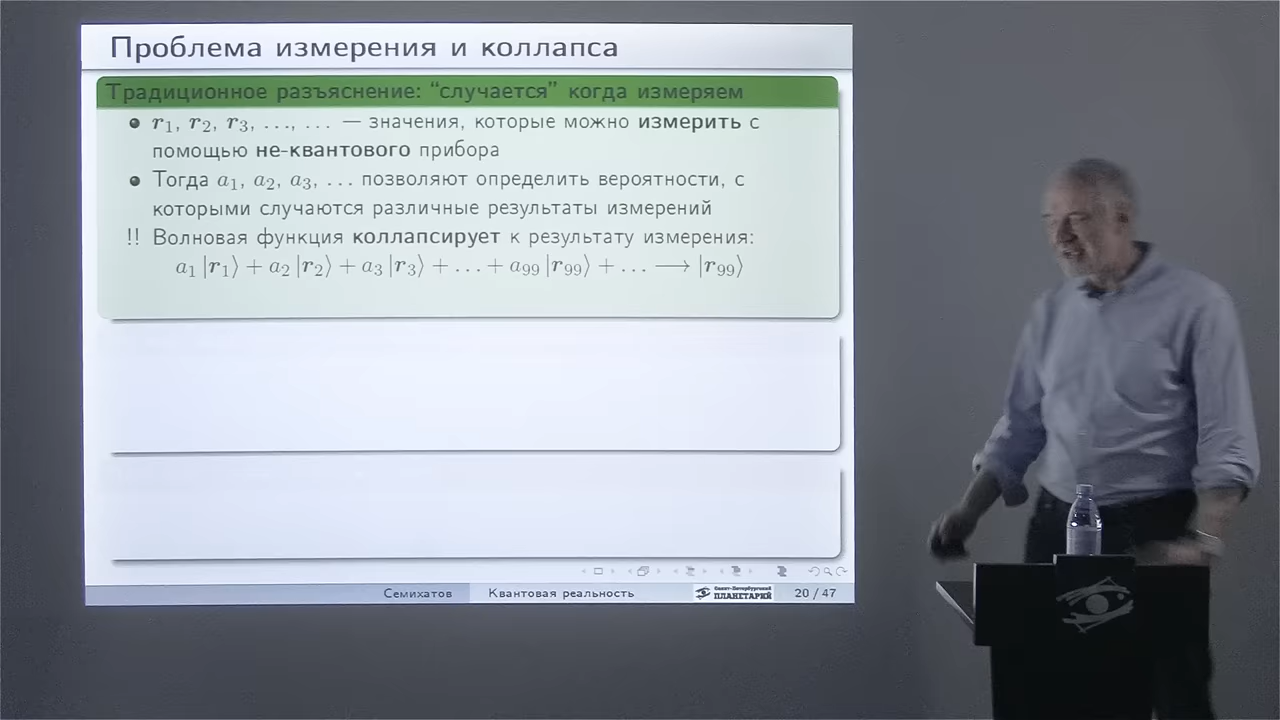 Проблема измерения и коллапса
Традиционное разъяснение: “случается” когда измеряем
• r₁, r₂, r₃, ..., ... — значения, которые можно измерить с
помощью не-квантового прибора
• Тогда a₁, a₂, a₃, ... позволяют определить вероятности, с
которыми случаются различные результаты измерений
!! Волновая функция коллапсирует к результату измерения:
a₁ |r₁⟩ + a₂ |r₂⟩ + a₃ |r₃⟩ + ... + a₉₉ |r₉₉⟩ + ... ⟶ |r₉₉⟩
Семихатов Квантовая реальность Санкт-Петербургский ПЛАНЕТАРИЙ 20 / 47